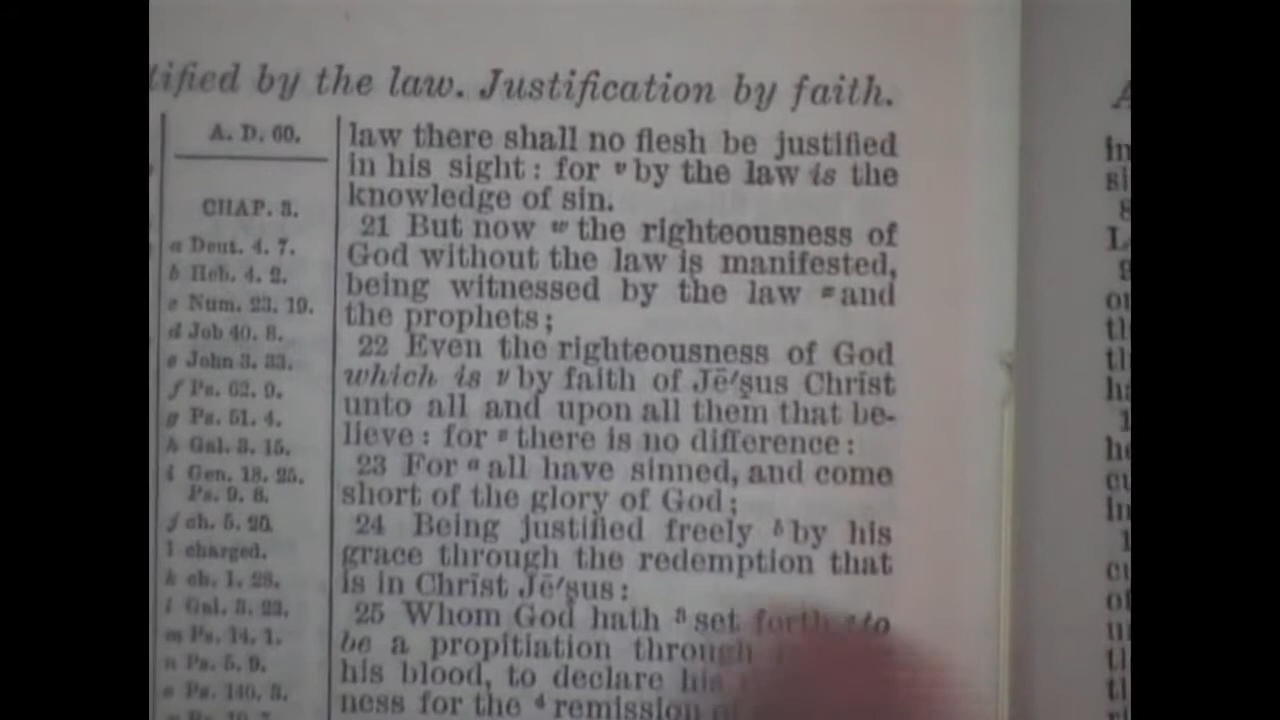 tified by the law. Justification by faith.
A. D. 60.
CHAP. 3.
a Deut. 4. 7.
b Heb. 4. 2.
c Num. 23. 19.
d Job 40. 8.
e John 3. 33.
f Ps. 62. 9.
g Ps. 51. 4.
h Gal. 3. 15.
i Gen. 18. 25.
Ps. 9. 8.
j ch. 5. 20.
1 charged.
k ch. 1. 28.
l Gal. 3. 22.
m Ps. 14. 1.
n Ps. 5. 9.
o Ps. 140. 3.
law there shall no flesh be justified
in his sight: for v by the law is the
knowledge of sin.
21 But now w the righteousness of
God without the law is manifested,
being witnessed by the law x and
the prophets;
22 Even the righteousness of God
which is y by faith of Jē′ş̱us Christ
unto all and upon all them that be-
lieve: for z there is no difference:
23 For a all have sinned, and come
short of the glory of God;
24 Being justified freely b by his
grace through the redemption that
is in Christ Jē′şus:
25 Whom God hath 3 set forth c to
be a propitiation through
his blood, to declare his
ness for the 4 remission